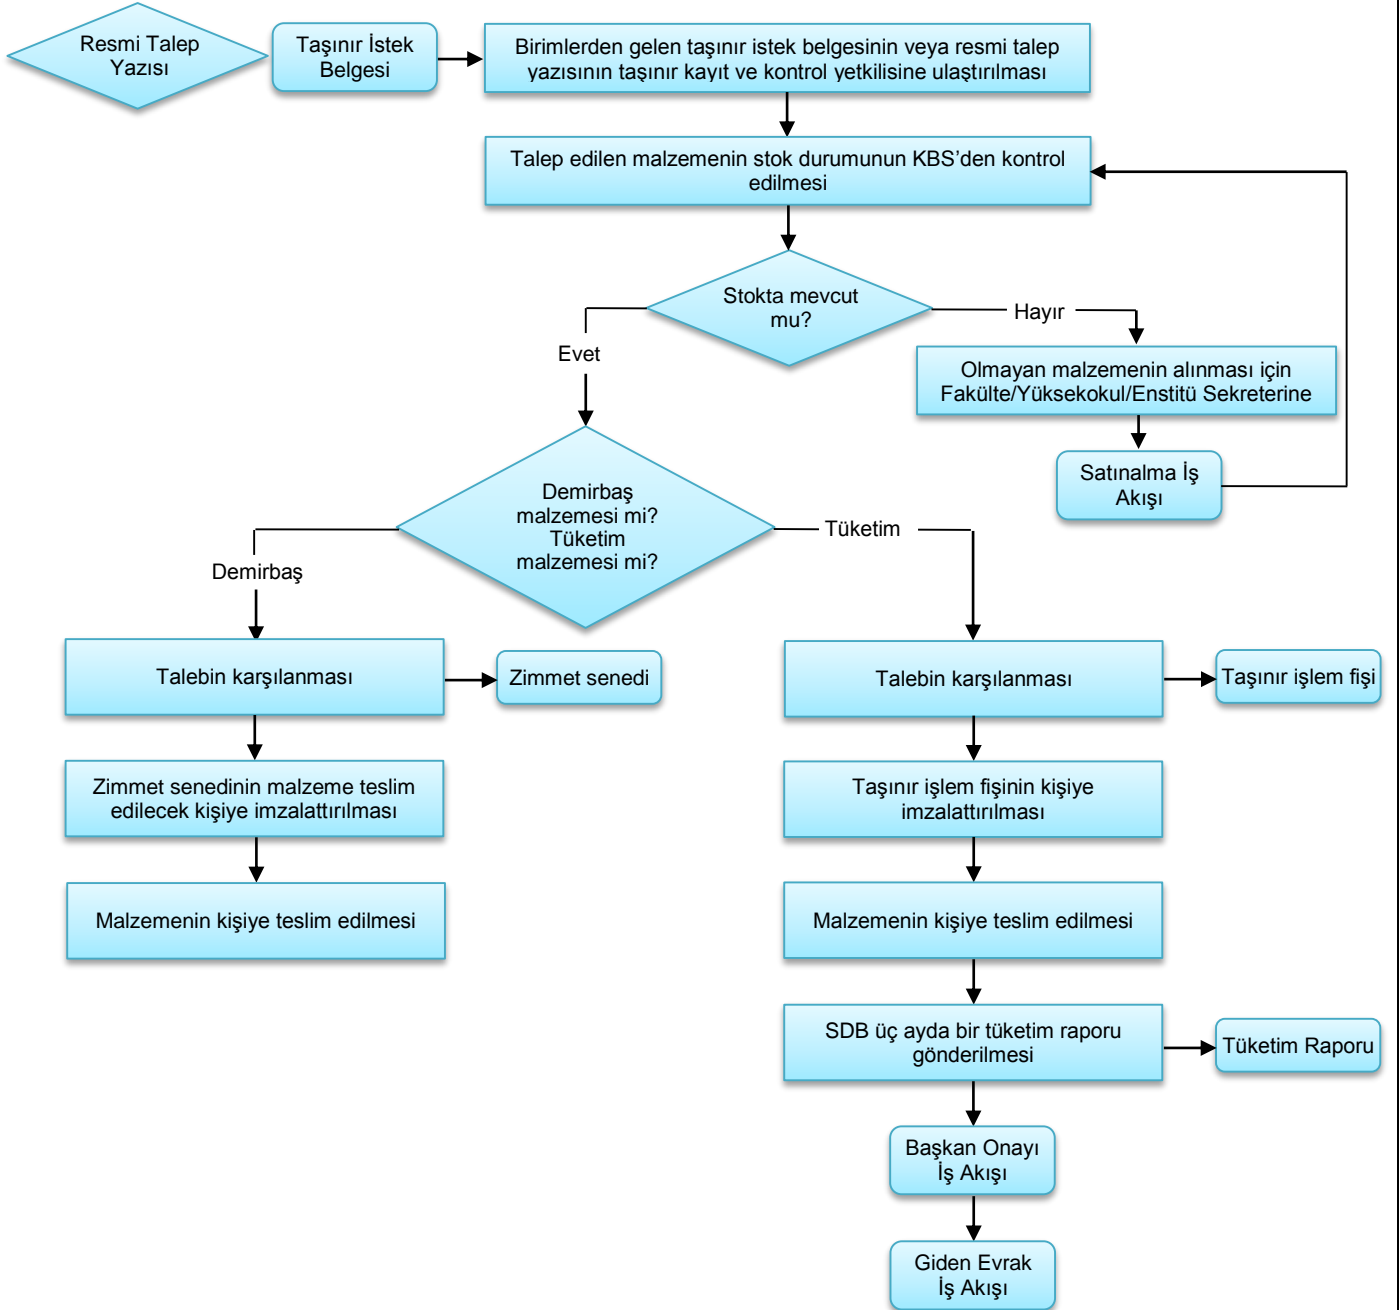 Resmi Talep
Yazısı
Taşınır İstek
Belgesi
Birimlerden gelen taşınır istek belgesinin veya resmi talep
yazısının taşınır kayıt ve kontrol yetkilisine ulaştırılması
Talep edilen malzemenin stok durumunun KBS’den kontrol
edilmesi
Stokta mevcut
mu?
Hayır
Evet
Olmayan malzemenin alınması için
Fakülte/Yüksekokul/Enstitü Sekreterine
Satınalma İş
Akışı
Demirbaş
malzemesi mi?
Tüketim
malzemesi mi?
Tüketim
Demirbaş
Talebin karşılanması
Zimmet senedi
Talebin karşılanması
Taşınır işlem fişi
Zimmet senedinin malzeme teslim
edilecek kişiye imzalattırılması
Taşınır işlem fişinin kişiye
imzalattırılması
Malzemenin kişiye teslim edilmesi
Malzemenin kişiye teslim edilmesi
SDB üç ayda bir tüketim raporu
gönderilmesi
Tüketim Raporu
Başkan Onayı
İş Akışı
Giden Evrak
İş Akışı